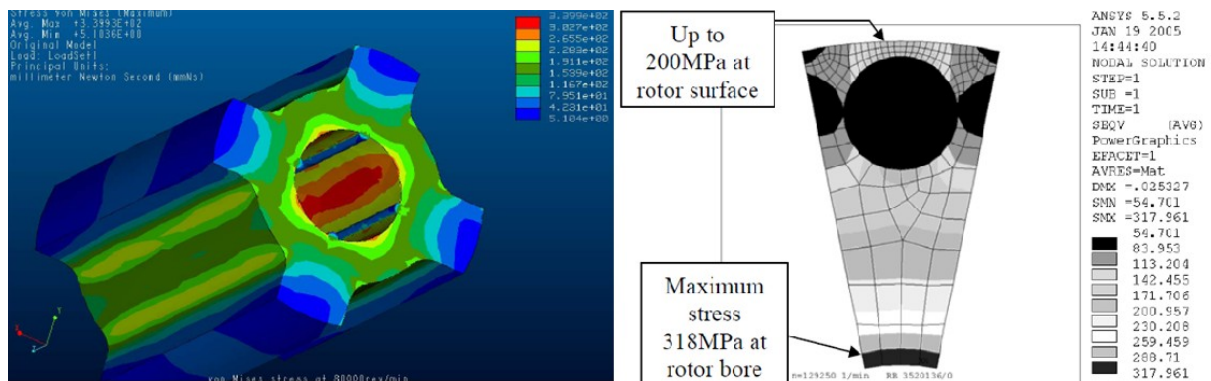 Stress von Mises (Maximum)
Avg. Max +3.3993E+02
Avg. Min +5.1036E+00
Original Model
Load: LoadSet1
Principal Units:
millimeter Newton Second (mmNs)
3.399e+02
3.027e+02
2.655e+02
2.283e+02
1.911e+02
1.539e+02
1.167e+02
7.951e+01
4.231e+01
5.104e+00
von Mises stress at 80000rev/min
Up to
200MPa at
rotor surface
Maximum
stress
318MPa at
rotor bore
n=129250 1/min RB 3520136/0
ANSYS 5.5.2
JAN 19 2005
14:44:40
NODAL SOLUTION
STEP=1
SUB =1
TIME=1
SEQV (AVG)
PowerGraphics
EFACET=1
AVRES=Mat
DMX =.025327
SMN =54.701
SMX =317.961
54.701
83.953
113.204
142.455
171.706
200.957
230.208
259.459
288.71
317.961